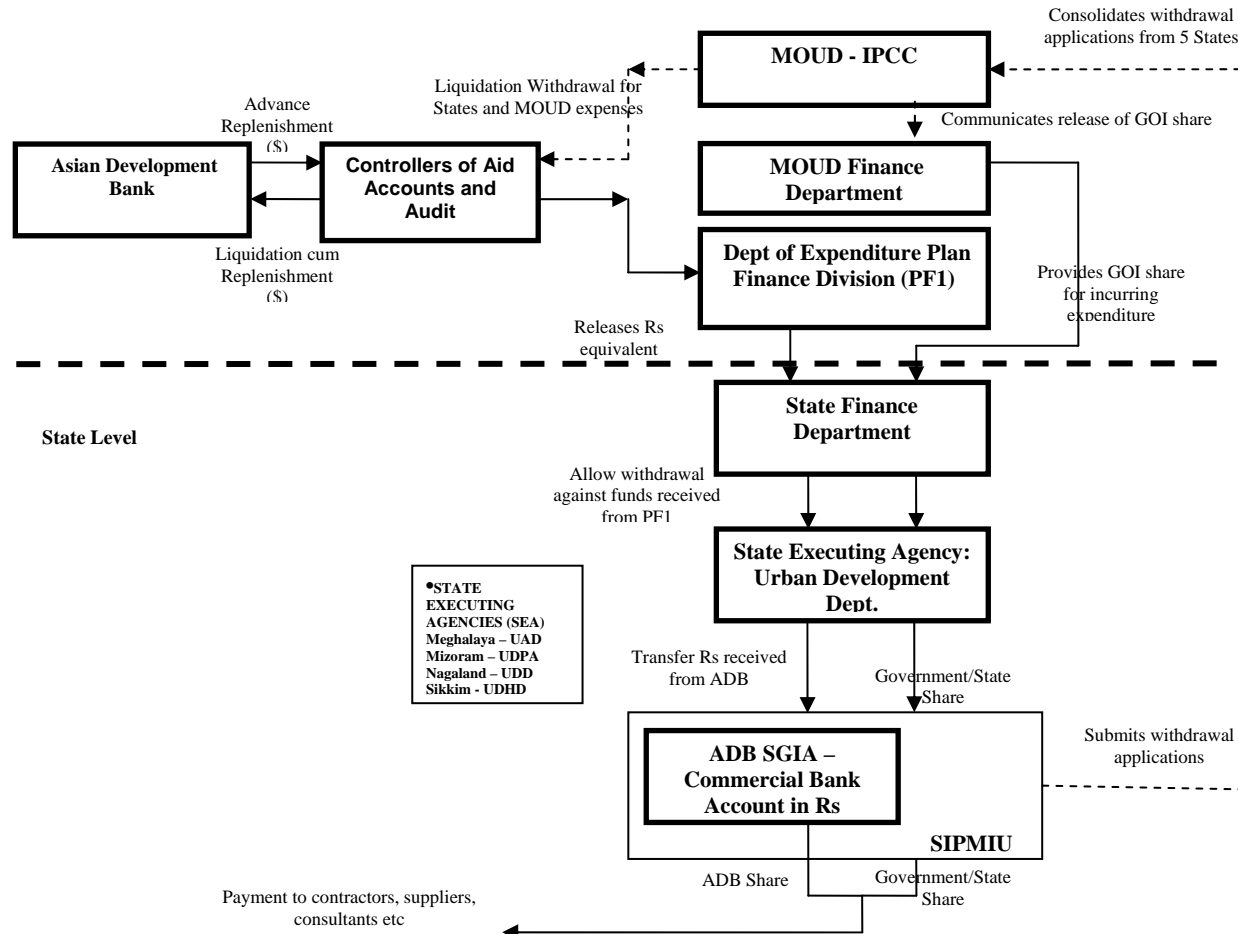 Consolidates withdrawal
applications from 5 States
MOUD - IPCC
Liquidation Withdrawal for
States and MOUD expenses
Advance
Replenishment
($)
Communicates release of GOI share
Asian Development
Bank
Controllers of Aid
Accounts and
Audit
MOUD Finance
Department
Liquidation cum
Replenishment
($)
Dept of Expenditure Plan
Finance Division (PF1)
Provides GOI share
for incurring
expenditure
Releases Rs
equivalent
State Level
State Finance
Department
Allow withdrawal
against funds received
from PF1
State Executing Agency:
Urban Development
Dept.
•STATE
EXECUTING
AGENCIES (SEA)
Meghalaya – UAD
Mizoram – UDPA
Nagaland – UDD
Sikkim - UDHD
Transfer Rs received
from ADB
Government/State
Share
ADB SGIA –
Commercial Bank
Account in Rs
SIPMIU
Submits withdrawal
applications
ADB Share
Government/State
Share
Payment to contractors, suppliers,
consultants etc